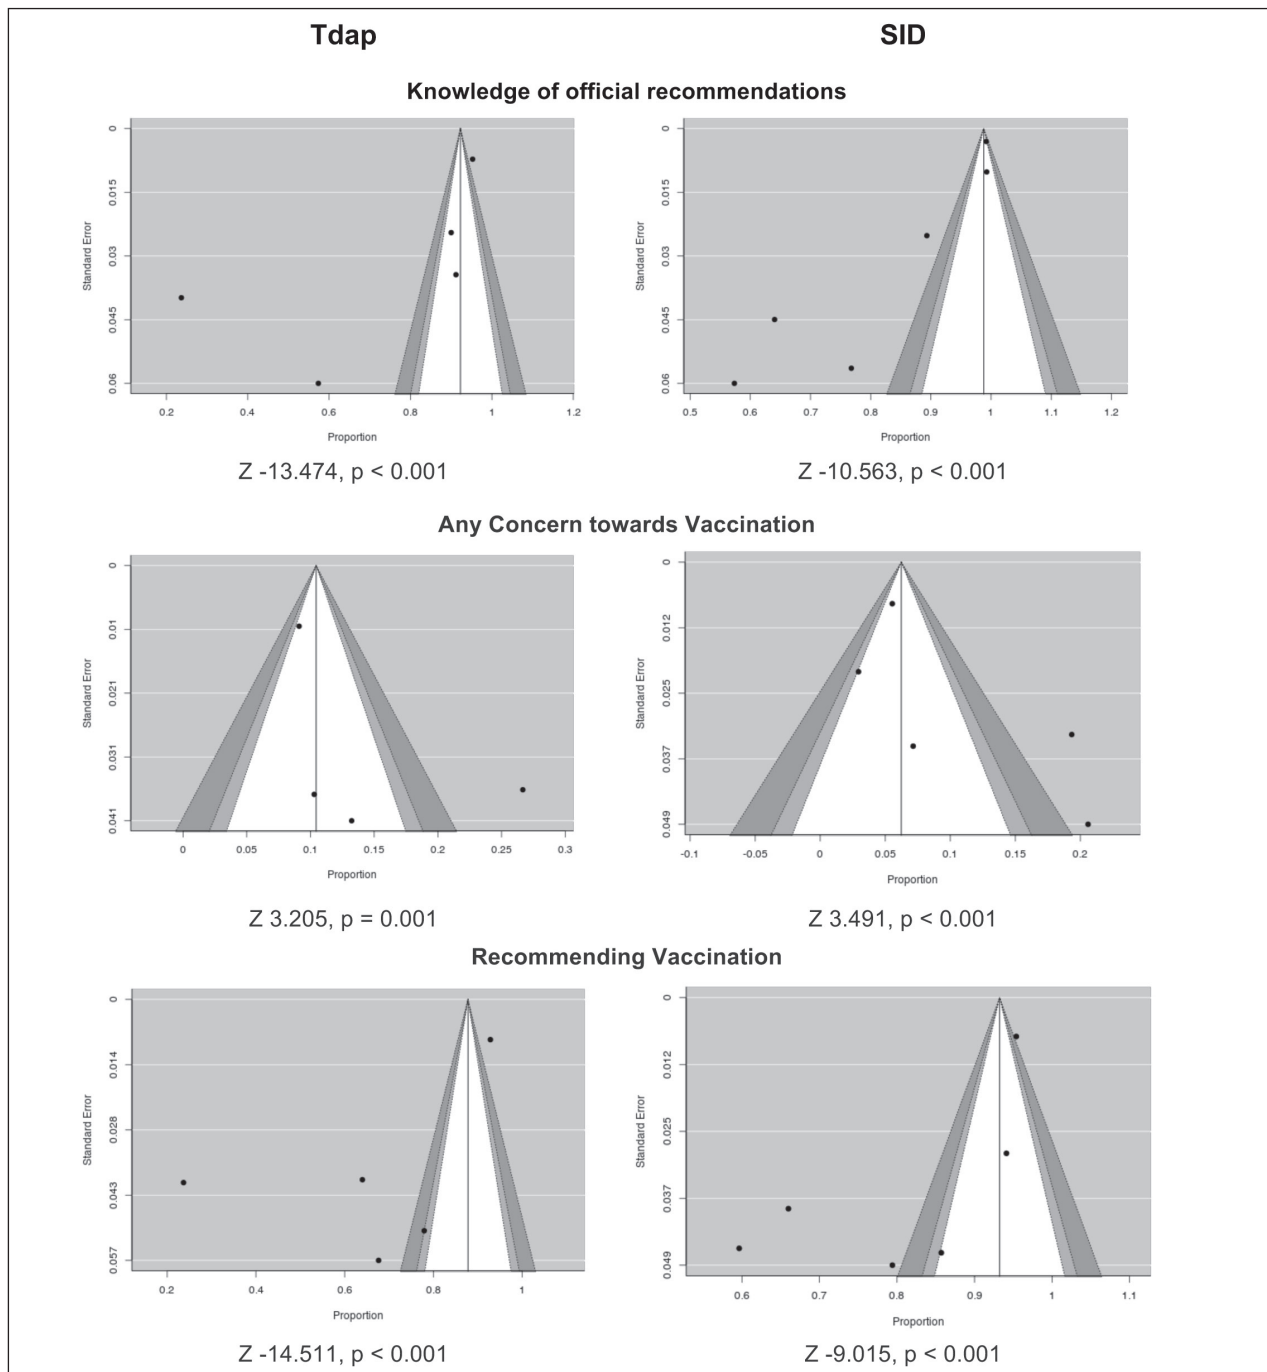 Tdap SID
Knowledge of official recommendations
0
0.015
0.03
0.045
0.06
Standard Error
0.2 0.4 0.6 0.8 1 1.2
Proportion
Z -13.474, p < 0.001
0
0.015
0.03
0.045
0.06
Standard Error
0.5 0.6 0.7 0.8 0.9 1 1.1 1.2
Proportion
Z -10.563, p < 0.001
Any Concern towards Vaccination
0
0.01
0.021
0.031
0.041
Standard Error
0 0.05 0.1 0.15 0.2 0.25 0.3
Proportion
Z 3.205, p = 0.001
0
0.012
0.025
0.037
0.049
Standard Error
-0.1 -0.05 0 0.05 0.1 0.15 0.2
Proportion
Z 3.491, p < 0.001
Recommending Vaccination
0
0.014
0.028
0.043
0.057
Standard Error
0.2 0.4 0.6 0.8 1
Proportion
Z -14.511, p < 0.001
0
0.012
0.025
0.037
0.049
Standard Error
0.6 0.7 0.8 0.9 1 1.1
Proportion
Z -9.015, p < 0.001